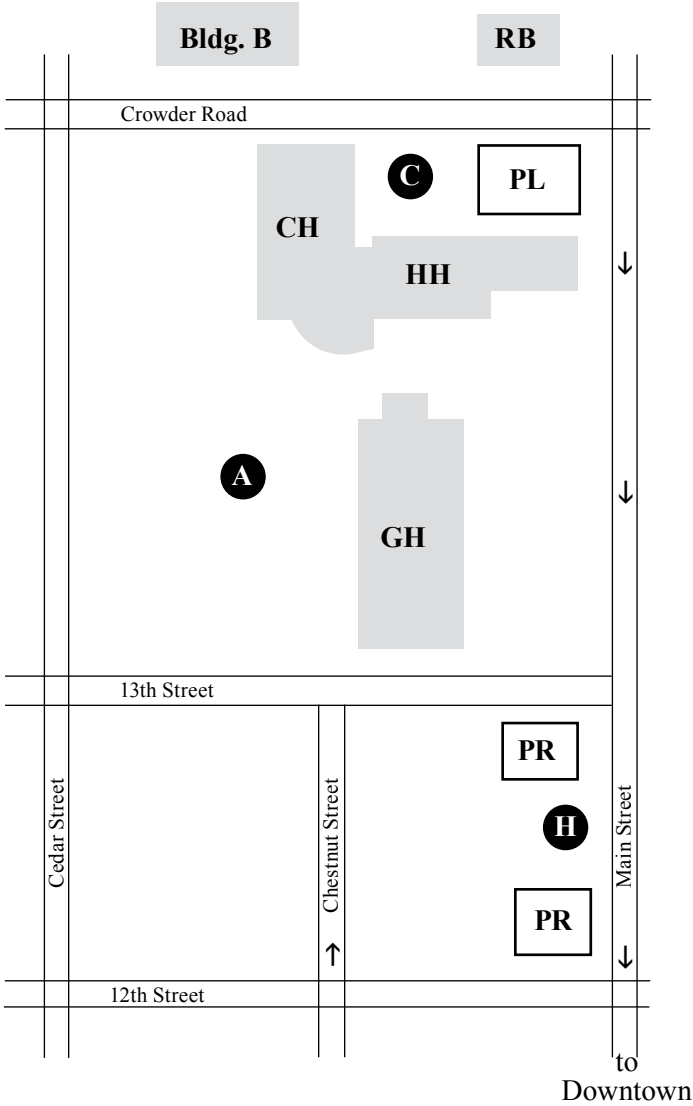 Bldg. B
RB
Crowder Road
C
PL
CH
HH
A
GH
13th Street
PR
H
Cedar Street
Chestnut Street
Main Street
PR
12th Street
to
Downtown